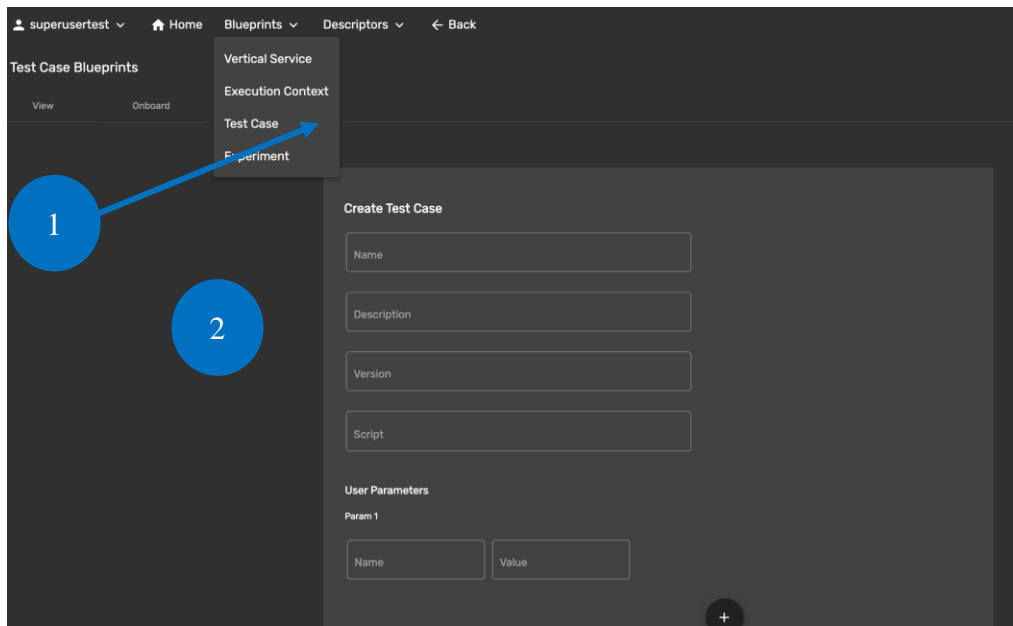 superusertest Home Blueprints Descriptors Back
Vertical Service
Test Case Blueprints
Execution Context
View Onboard
Test Case
Experiment
1
Create Test Case
Name
Description
2
Version
Script
User Parameters
Param 1
Name Value
+